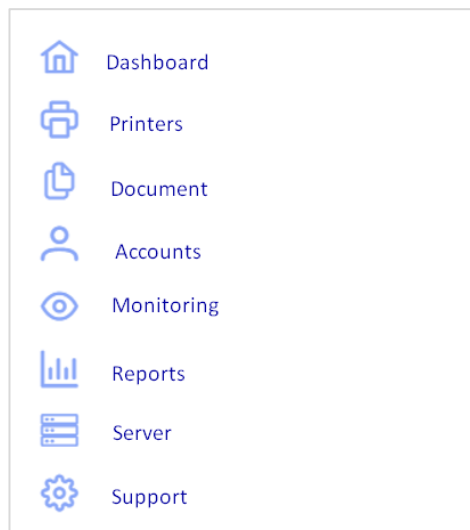 Dashboard
Printers
Document
Accounts
Monitoring
Reports
Server
Support